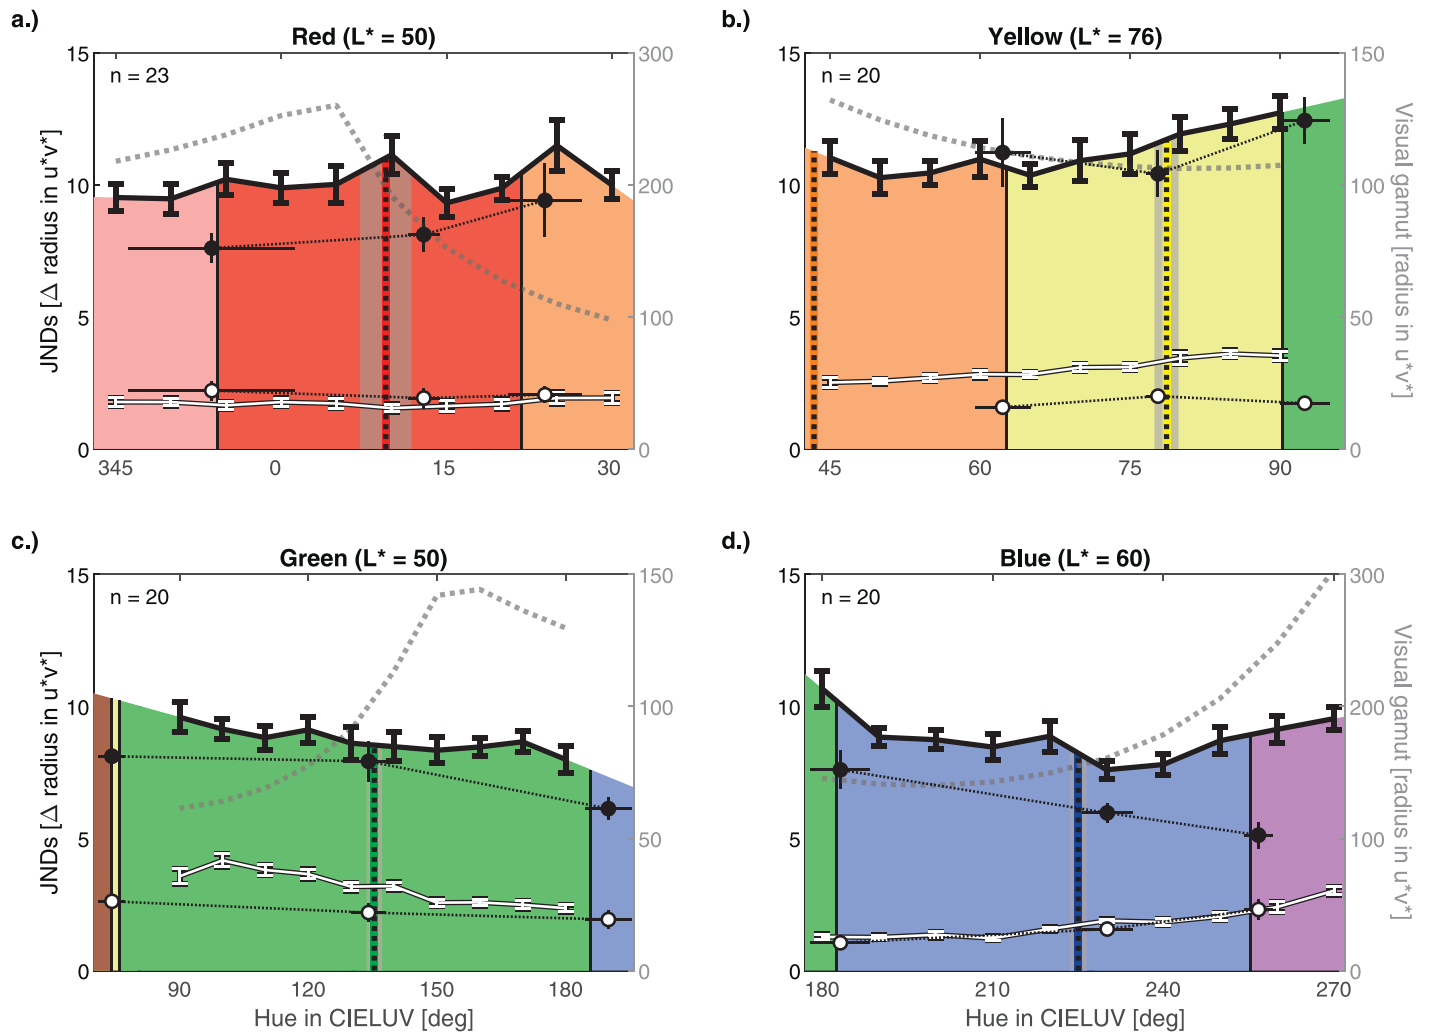 a.)
Red (L* = 50)
n = 23
15
10
5
0
300
200
100
0
345
0
15
30
JNDs [Δ radius in u*v*]
b.)
Yellow (L* = 76)
n = 20
15
10
5
0
150
100
50
0
45
60
75
90
Visual gamut [radius in u*v*]
c.)
Green (L* = 50)
n = 20
15
10
5
0
150
100
50
0
90
120
150
180
JNDs [Δ radius in u*v*]
Hue in CIELUV [deg]
d.)
Blue (L* = 60)
n = 20
15
10
5
0
300
200
100
0
180
210
240
270
Visual gamut [radius in u*v*]
Hue in CIELUV [deg]